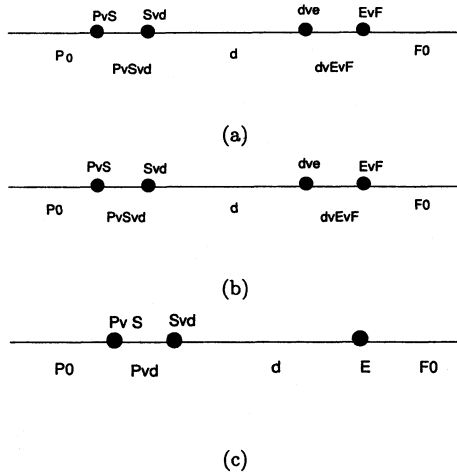 PvS Svd dve EvF
P0 PvSvd d dvEvF F0
(a)
PvS Svd dve EvF
P0 PvSvd d dvEvF F0
(b)
Pv S Svd
P0 Pvd d E F0
(c)